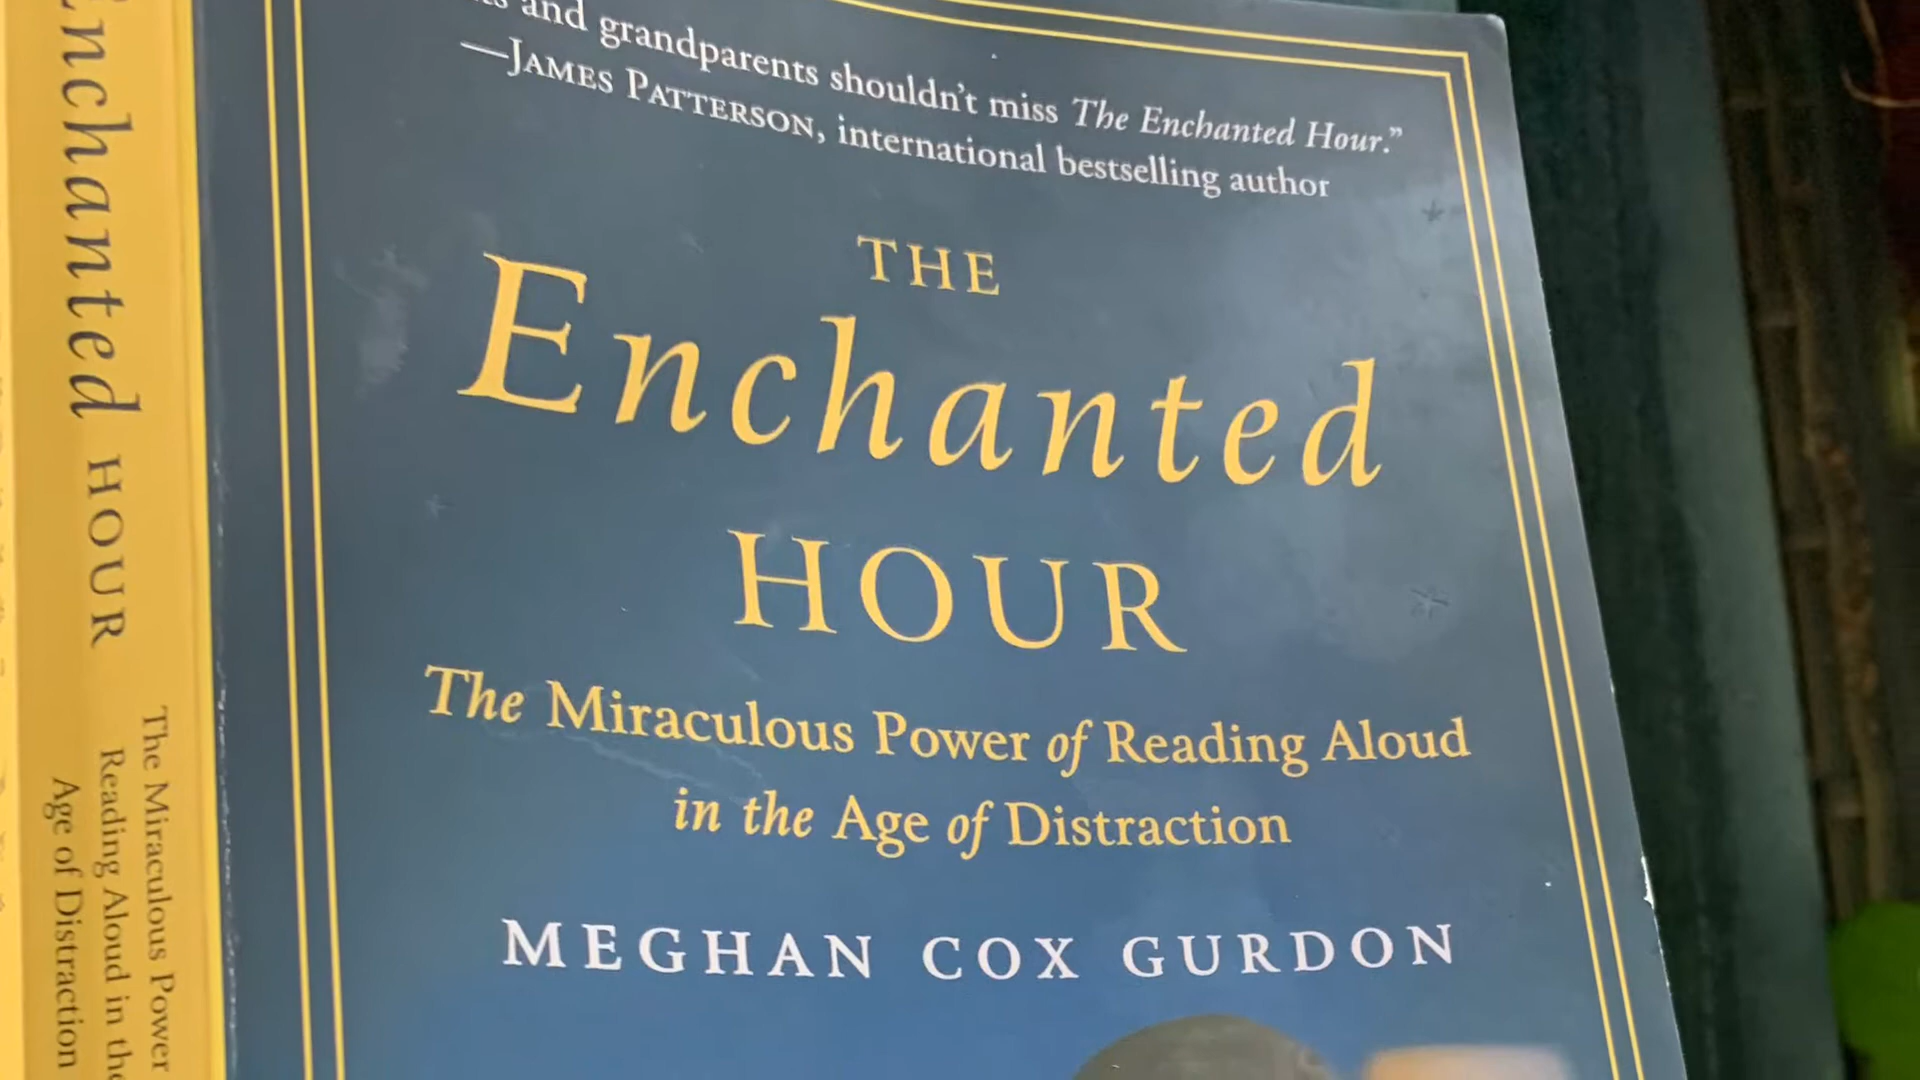 and grandparents shouldn't miss The Enchanted Hour.”
—JAMES PATTERSON, international bestselling author
THE
Enchanted
HOUR
The Miraculous Power of Reading Aloud
in the Age of Distraction
MEGHAN COX GURDON
Enchanted HOUR
The Miraculous Power
Reading Aloud in the
Age of Distraction